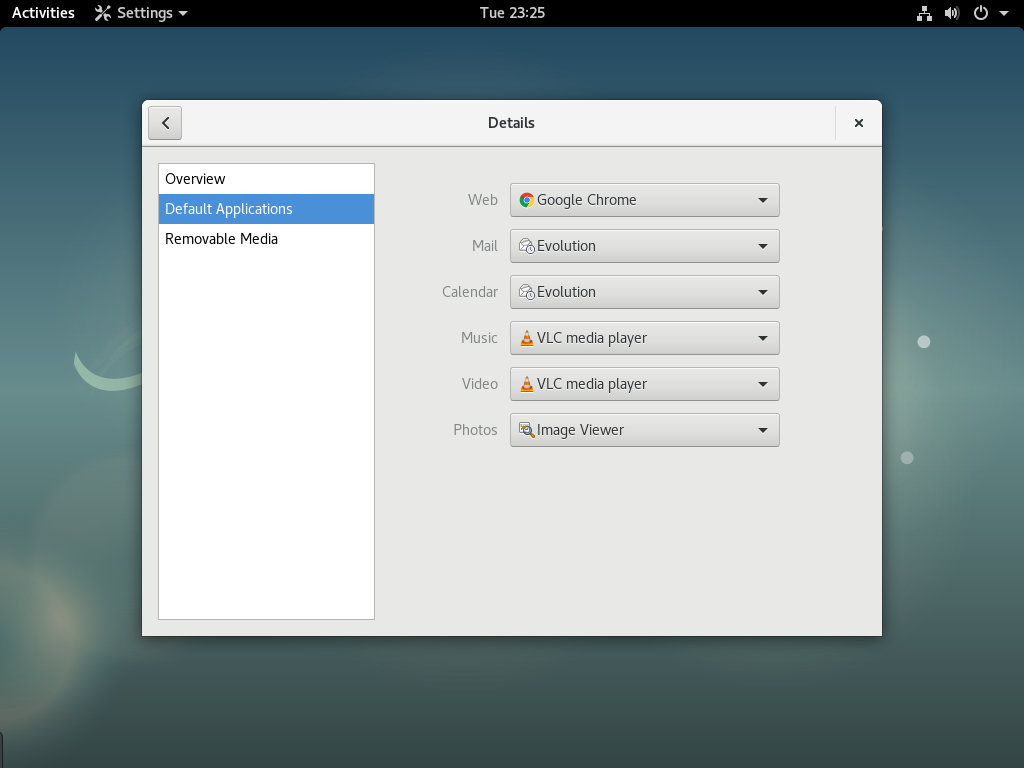 Activities Settings Tue 23:25
Details
Overview
Default Applications
Removable Media
Web Google Chrome
Mail Evolution
Calendar Evolution
Music VLC media player
Video VLC media player
Photos Image Viewer